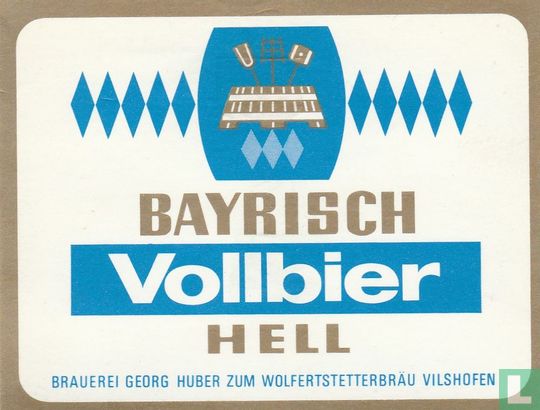 BAYRISCH
Vollbier
HELL
BRAUEREI GEORG HUBER ZUM WOLFERTSTETTERBRÄU VILSHOFEN
L